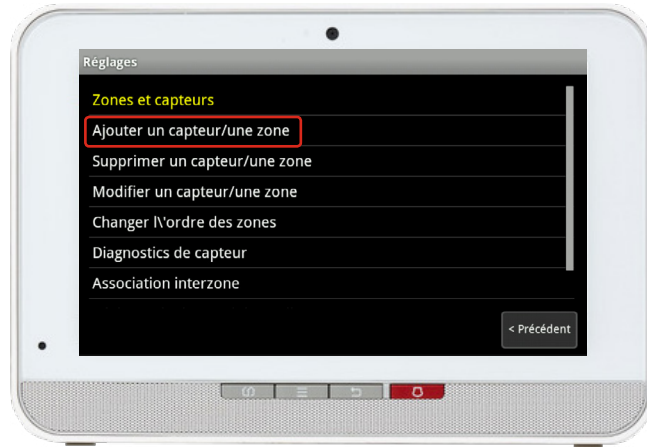 Réglages
Zones et capteurs
Ajouter un capteur/une zone
Supprimer un capteur/une zone
Modifier un capteur/une zone
Changer l\'ordre des zones
Diagnostics de capteur
Association interzone
< Précédent